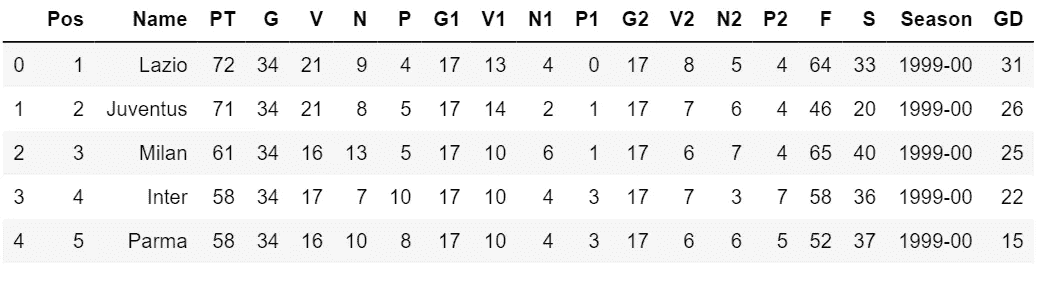 Pos Name PT G V N P G1 V1 N1 P1 G2 V2 N2 P2 F S Season GD
0 1 Lazio 72 34 21 9 4 17 13 4 0 17 8 5 4 64 33 1999-00 31
1 2 Juventus 71 34 21 8 5 17 14 2 1 17 7 6 4 46 20 1999-00 26
2 3 Milan 61 34 16 13 5 17 10 6 1 17 6 7 4 65 40 1999-00 25
3 4 Inter 58 34 17 7 10 17 10 4 3 17 7 3 7 58 36 1999-00 22
4 5 Parma 58 34 16 10 8 17 10 4 3 17 6 6 5 52 37 1999-00 15